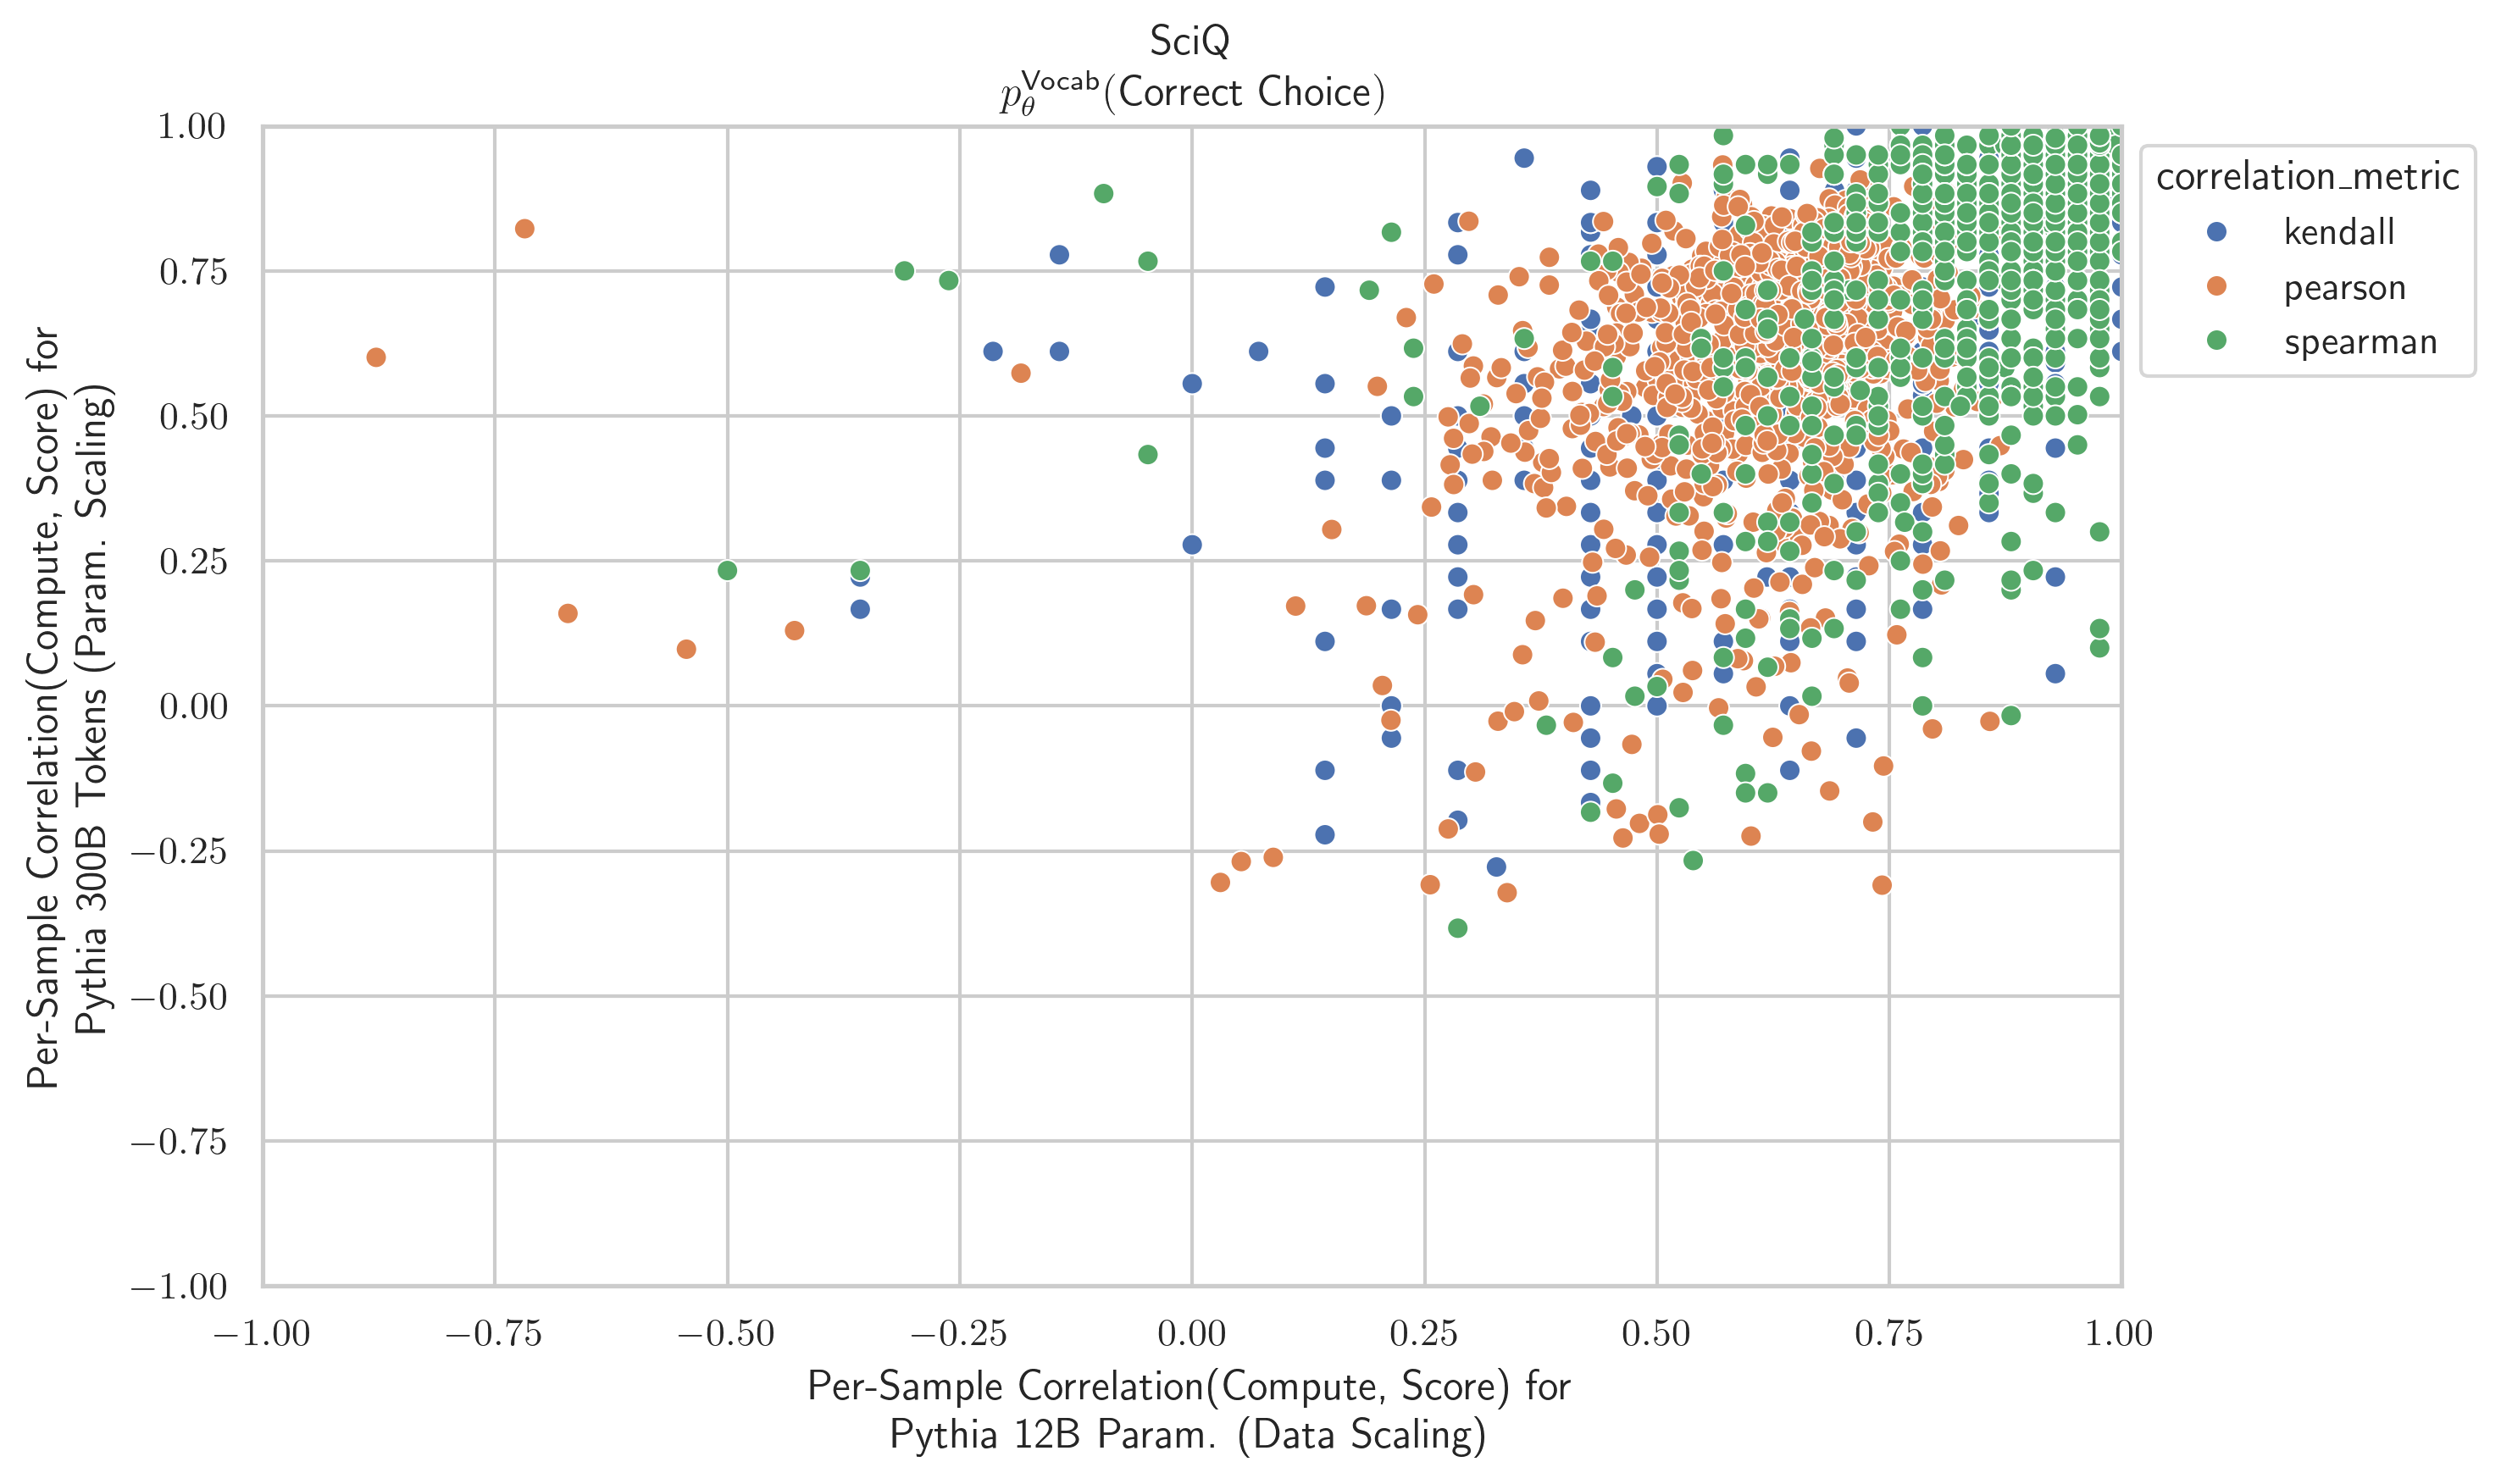 SciQ
p_θ^Vocab(Correct Choice)
Per-Sample Correlation(Compute, Score) for
Pythia 300B Tokens (Param. Scaling)
1.00
0.75
0.50
0.25
0.00
−0.25
−0.50
−0.75
−1.00
−1.00 −0.75 −0.50 −0.25 0.00 0.25 0.50 0.75 1.00
Per-Sample Correlation(Compute, Score) for
Pythia 12B Param. (Data Scaling)
correlation_metric
kendall
pearson
spearman